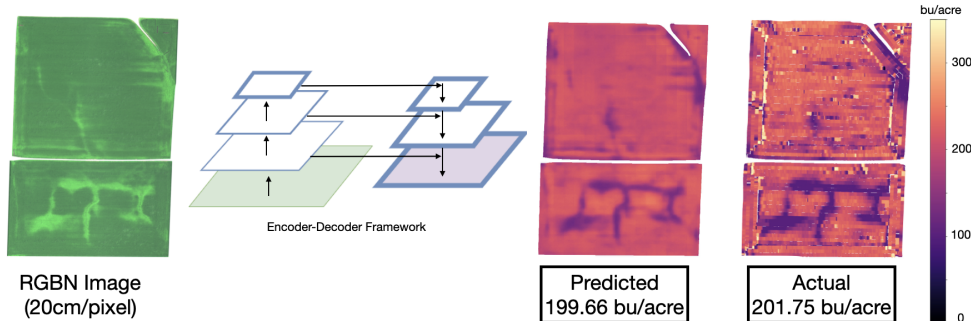 bu/acre
300
200
100
0
Encoder-Decoder Framework
RGBN Image
(20cm/pixel)
Predicted
199.66 bu/acre
Actual
201.75 bu/acre